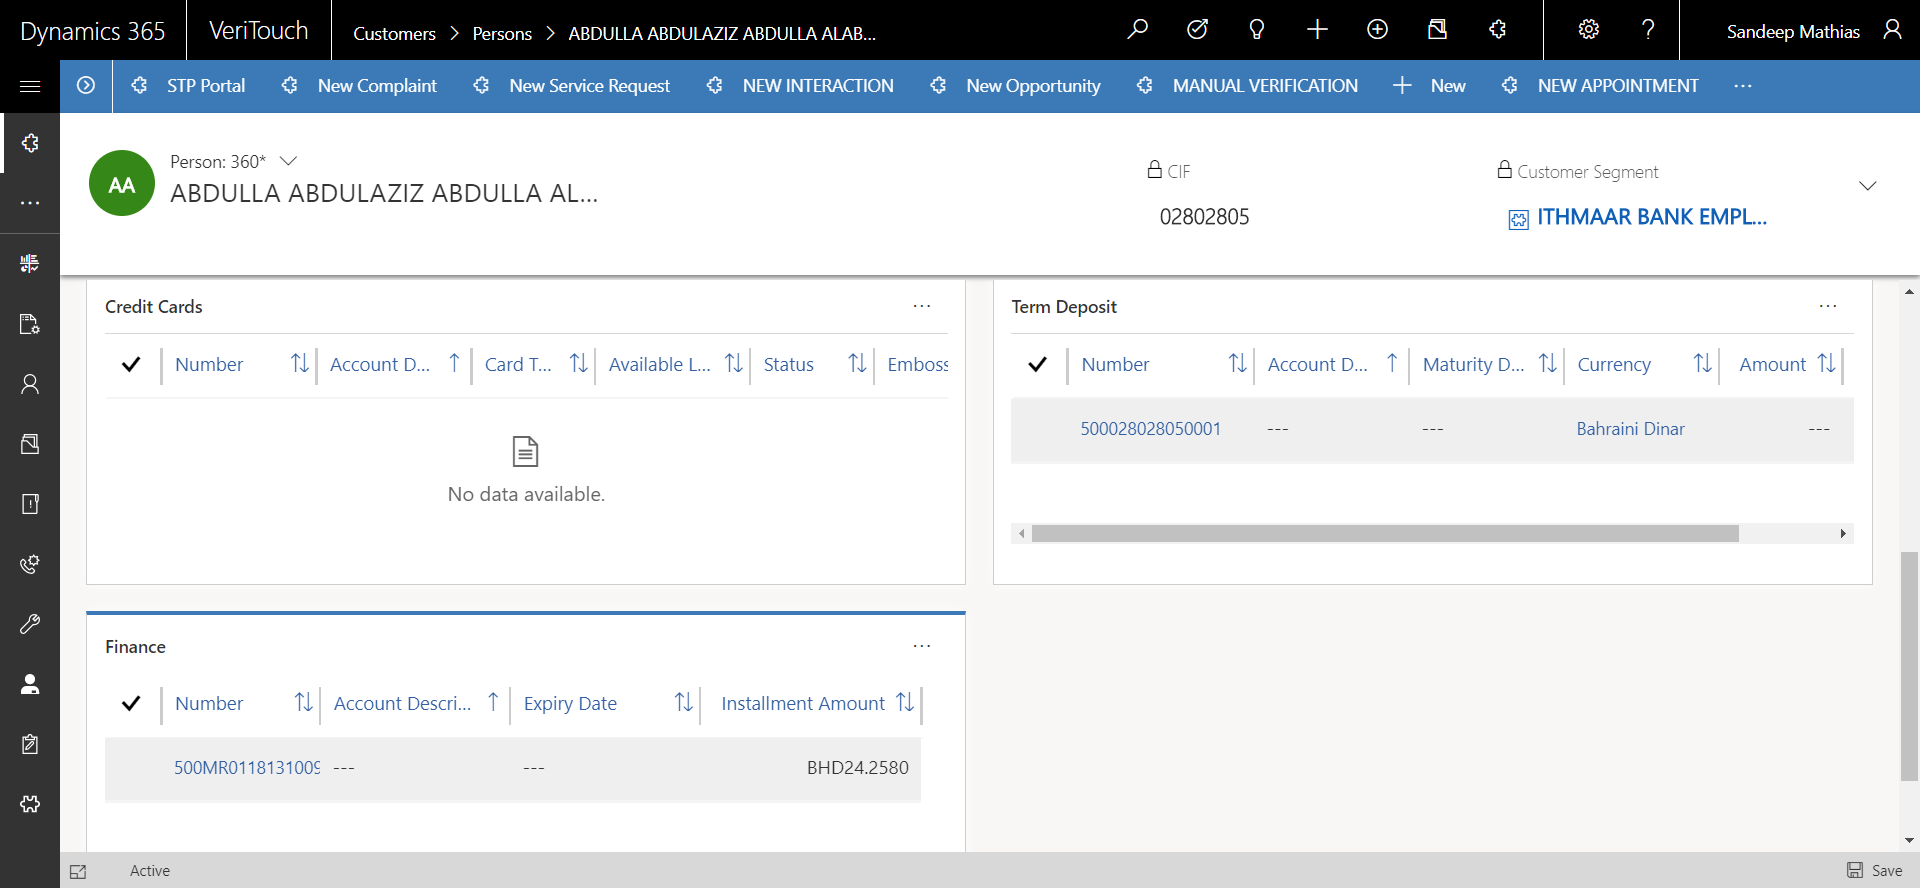 Dynamics 365 VeriTouch Customers > Persons > ABDULLA ABDULAZIZ ABDULLA ALAB... Sandeep Mathias
STP Portal New Complaint New Service Request NEW INTERACTION New Opportunity MANUAL VERIFICATION New NEW APPOINTMENT ...
Person: 360*
AA
ABDULLA ABDULAZIZ ABDULLA AL...
CIF
02802805
Customer Segment
ITHMAAR BANK EMPL...
Credit Cards ...
Number Account D... Card T... Available L... Status Emboss
No data available.
Term Deposit ...
Number Account D... Maturity D... Currency Amount
500028028050001 --- --- Bahraini Dinar ---
Finance ...
Number Account Descri... Expiry Date Installment Amount
500MR0118131009 --- --- BHD24.2580
Active Save